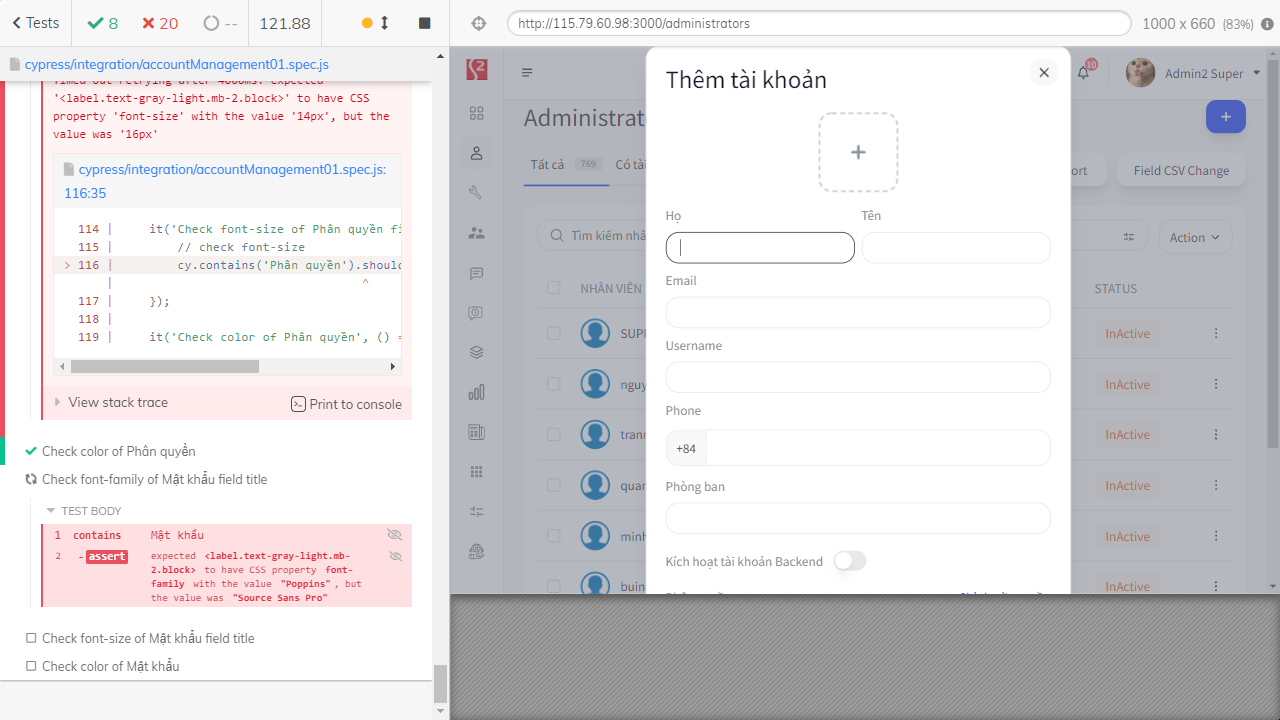 Tests
8
20
--
121.88
http://115.79.60.98:3000/administrators
1000 x 660 (83%)
cypress/integration/accountManagement01.spec.js
Timed out retrying after 4000ms: expected
'<label.text-gray-light.mb-2.block>' to have CSS
property 'font-size' with the value '14px', but the
value was '16px'
cypress/integration/accountManagement01.spec.js:
116:35
114 | it('Check font-size of Phân quyền fi
115 | // check font-size
> 116 | cy.contains('Phân quyền').should
| ^
117 | });
118 |
119 | it('Check color of Phân quyền', () =
View stack trace
Print to console
Check color of Phân quyền
Check font-family of Mật khẩu field title
TEST BODY
1 contains Mật khẩu
2 - assert expected <label.text-gray-light.mb-
2.block> to have CSS property font-
family with the value "Poppins", but
the value was "Source Sans Pro"
Check font-size of Mật khẩu field title
Check color of Mật khẩu
10
Admin2 Super
Administrato
+
Tất cả 769 Có tài
ort
Field CSV Change
Tìm kiếm nhâ
Action
NHÂN VIÊN
STATUS
SUPP
InActive
nguy
InActive
trann
InActive
quan
InActive
minh
InActive
buin
InActive
Thêm tài khoản
+
Họ
Tên
Email
Username
Phone
+84
Phòng ban
Kích hoạt tài khoản Backend